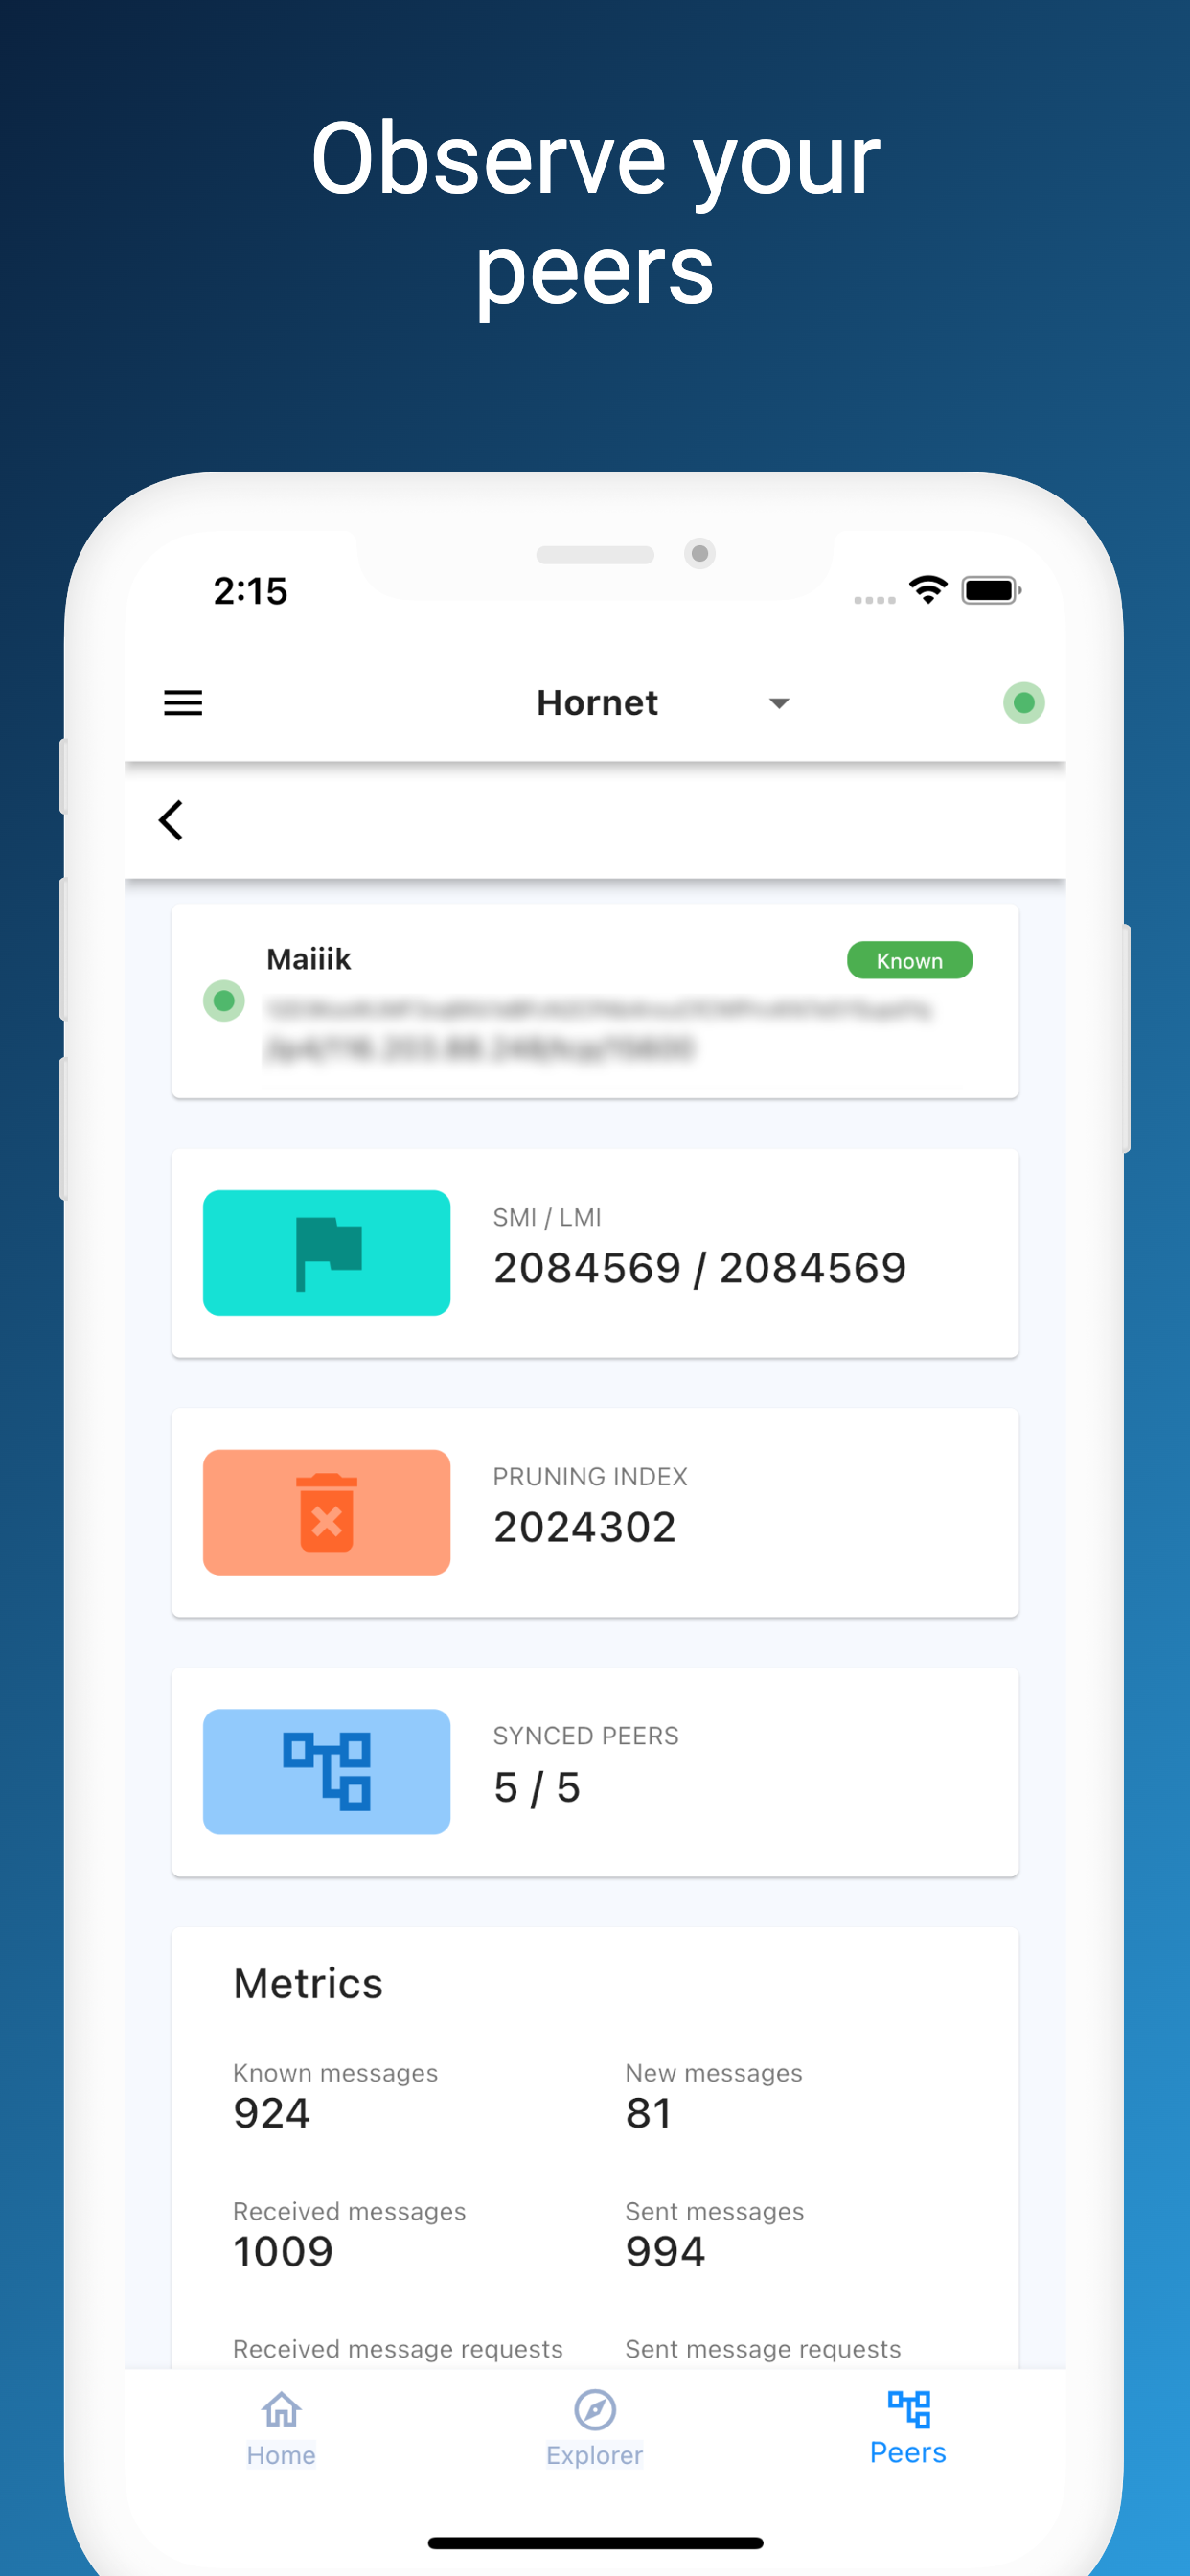 Observe your
peers
2:15
Hornet
Maiiik
Known
SMI / LMI
2084569 / 2084569
PRUNING INDEX
2024302
SYNCED PEERS
5 / 5
Metrics
Known messages
New messages
924
81
Received messages
Sent messages
1009
994
Received message requests
Sent message requests
Home
Explorer
Peers